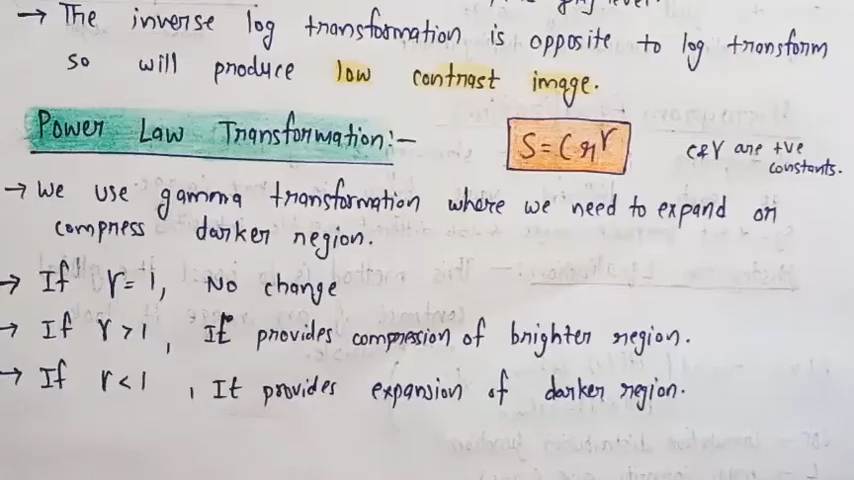 gray level.
→ The inverse log transformation is opposite to log transform
so will produce low contrast image.
Power Law Transformation:-
S = C r^γ
C & γ are +ve
constants.
→ We use gamma transformation where we need to expand or
compress darker region.
→ If γ = 1, No change
→ If γ > 1, It provides compression of brighter region.
→ If γ < 1, It provides expansion of darker region.